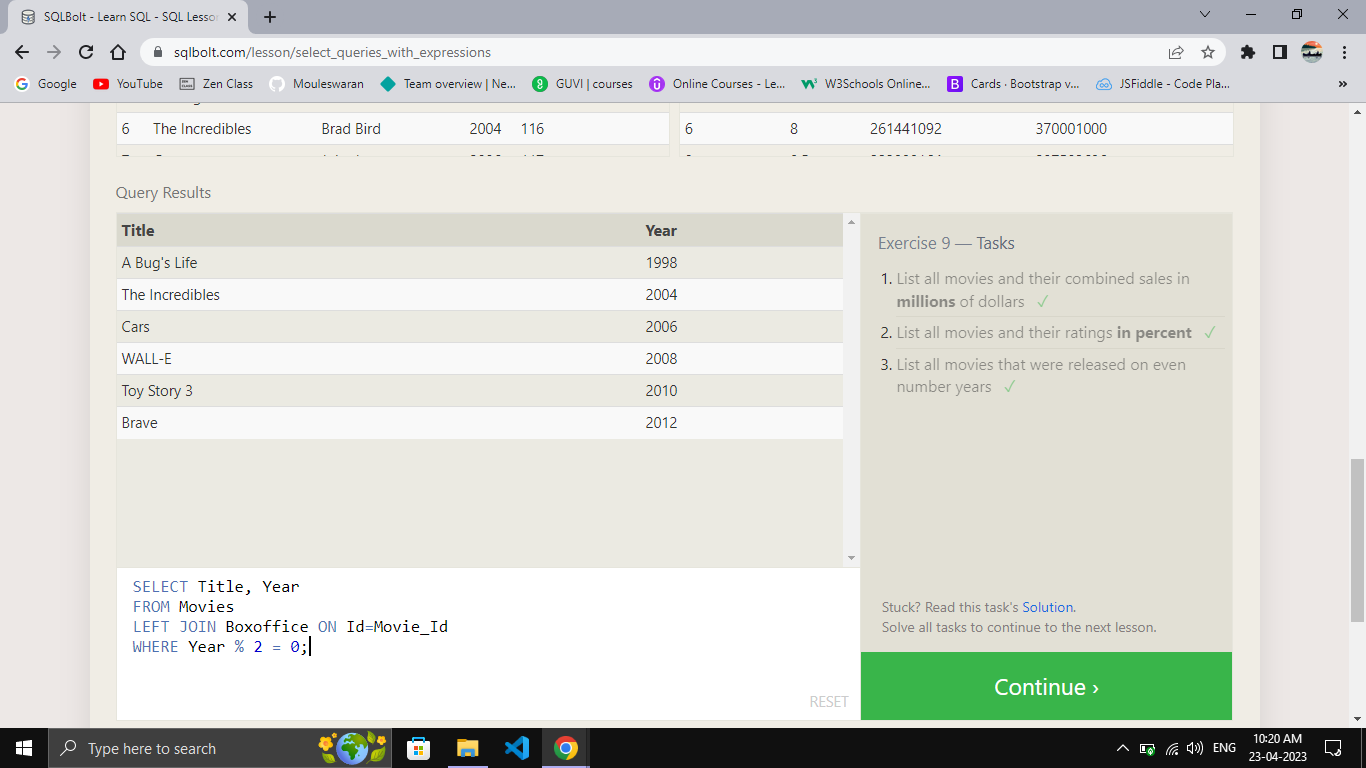 SQLBolt - Learn SQL - SQL Lesson
sqlbolt.com/lesson/select_queries_with_expressions
Google YouTube Zen Class Mouleswaran Team overview | Ne... GUVI | courses Online Courses - Le... W3Schools Online... Cards · Bootstrap v... JSFiddle - Code Pla... »
6 The Incredibles Brad Bird 2004 116 6 8 261441092 370001000
Query Results
Title Year
A Bug's Life 1998
The Incredibles 2004
Cars 2006
WALL-E 2008
Toy Story 3 2010
Brave 2012
Exercise 9 — Tasks
1. List all movies and their combined sales in
millions of dollars ✓
2. List all movies and their ratings in percent ✓
3. List all movies that were released on even
number years ✓
Stuck? Read this task's Solution.
Solve all tasks to continue to the next lesson.
Continue ›
SELECT Title, Year
FROM Movies
LEFT JOIN Boxoffice ON Id=Movie_Id
WHERE Year % 2 = 0;
RESET
Type here to search
ENG
10:20 AM
23-04-2023